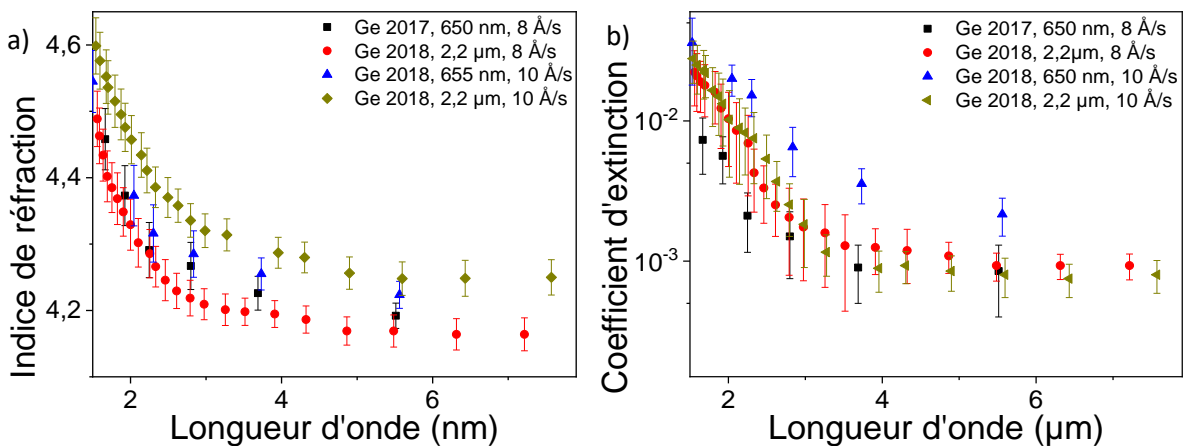 a)
Ge 2017, 650 nm, 8 Å/s
Ge 2018, 2,2 µm, 8 Å/s
Ge 2018, 655 nm, 10 Å/s
Ge 2018, 2,2 µm, 10 Å/s
4,6
4,4
4,2
Indice de réfraction
2
4
6
Longueur d'onde (nm)
b)
Ge 2017, 650 nm, 8 Å/s
Ge 2018, 2,2µm, 8 Å/s
Ge 2018, 650 nm, 10 Å/s
Ge 2018, 2,2 µm, 10 Å/s
10⁻²
10⁻³
Coefficient d'extinction
2
4
6
Longueur d'onde (µm)